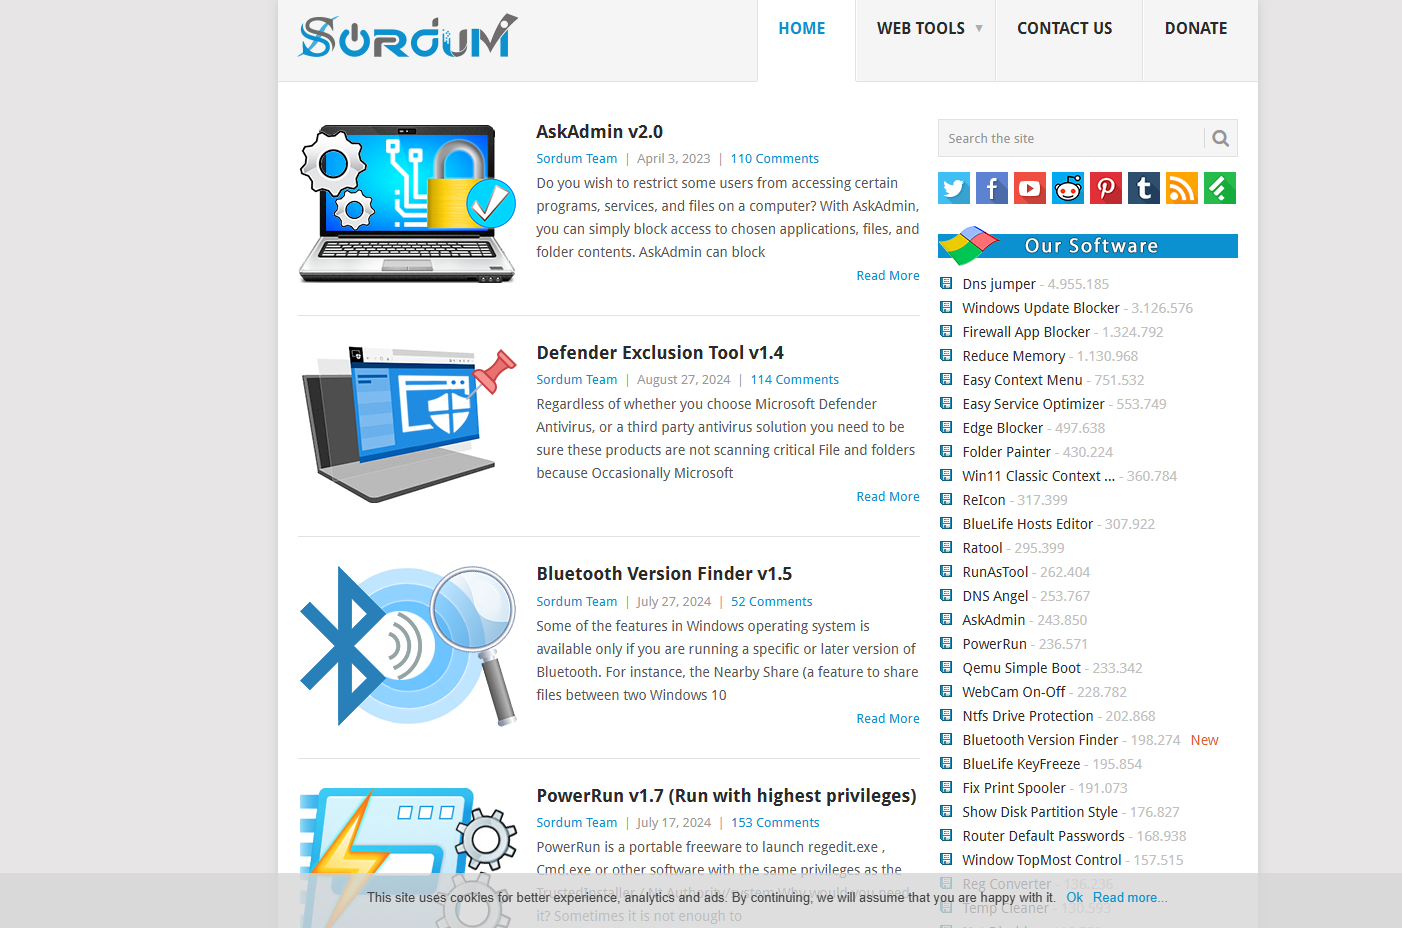 SORDUM
HOME
WEB TOOLS
CONTACT US
DONATE
AskAdmin v2.0
Sordum Team | April 3, 2023 | 110 Comments
Do you wish to restrict some users from accessing certain
programs, services, and files on a computer? With AskAdmin,
you can simply block access to chosen applications, files, and
folder contents. AskAdmin can block
Read More
Defender Exclusion Tool v1.4
Sordum Team | August 27, 2024 | 114 Comments
Regardless of whether you choose Microsoft Defender
Antivirus, or a third party antivirus solution you need to be
sure these products are not scanning critical File and folders
because Occasionally Microsoft
Read More
Bluetooth Version Finder v1.5
Sordum Team | July 27, 2024 | 52 Comments
Some of the features in Windows operating system is
available only if you are running a specific or later version of
Bluetooth. For instance, the Nearby Share (a feature to share
files between two Windows 10
Read More
PowerRun v1.7 (Run with highest privileges)
Sordum Team | July 17, 2024 | 153 Comments
PowerRun is a portable freeware to launch regedit.exe ,
Cmd.exe or other software with the same privileges as the
TrustedInstaller / Nt Authority/system Why would you need
it? Sometimes it is not enough to
Search the site
Our Software
Dns jumper - 4.955.185
Windows Update Blocker - 3.126.576
Firewall App Blocker - 1.324.792
Reduce Memory - 1.130.968
Easy Context Menu - 751.532
Easy Service Optimizer - 553.749
Edge Blocker - 497.638
Folder Painter - 430.224
Win11 Classic Context ... - 360.784
ReIcon - 317.399
BlueLife Hosts Editor - 307.922
Ratool - 295.399
RunAsTool - 262.404
DNS Angel - 253.767
AskAdmin - 243.850
PowerRun - 236.571
Qemu Simple Boot - 233.342
WebCam On-Off - 228.782
Ntfs Drive Protection - 202.868
Bluetooth Version Finder - 198.274 New
BlueLife KeyFreeze - 195.854
Fix Print Spooler - 191.073
Show Disk Partition Style - 176.827
Router Default Passwords - 168.938
Window TopMost Control - 157.515
Reg Converter - 136.236
Temp Cleaner - 130.593
This site uses cookies for better experience, analytics and ads. By continuing, we will assume that you are happy with it. Ok Read more...